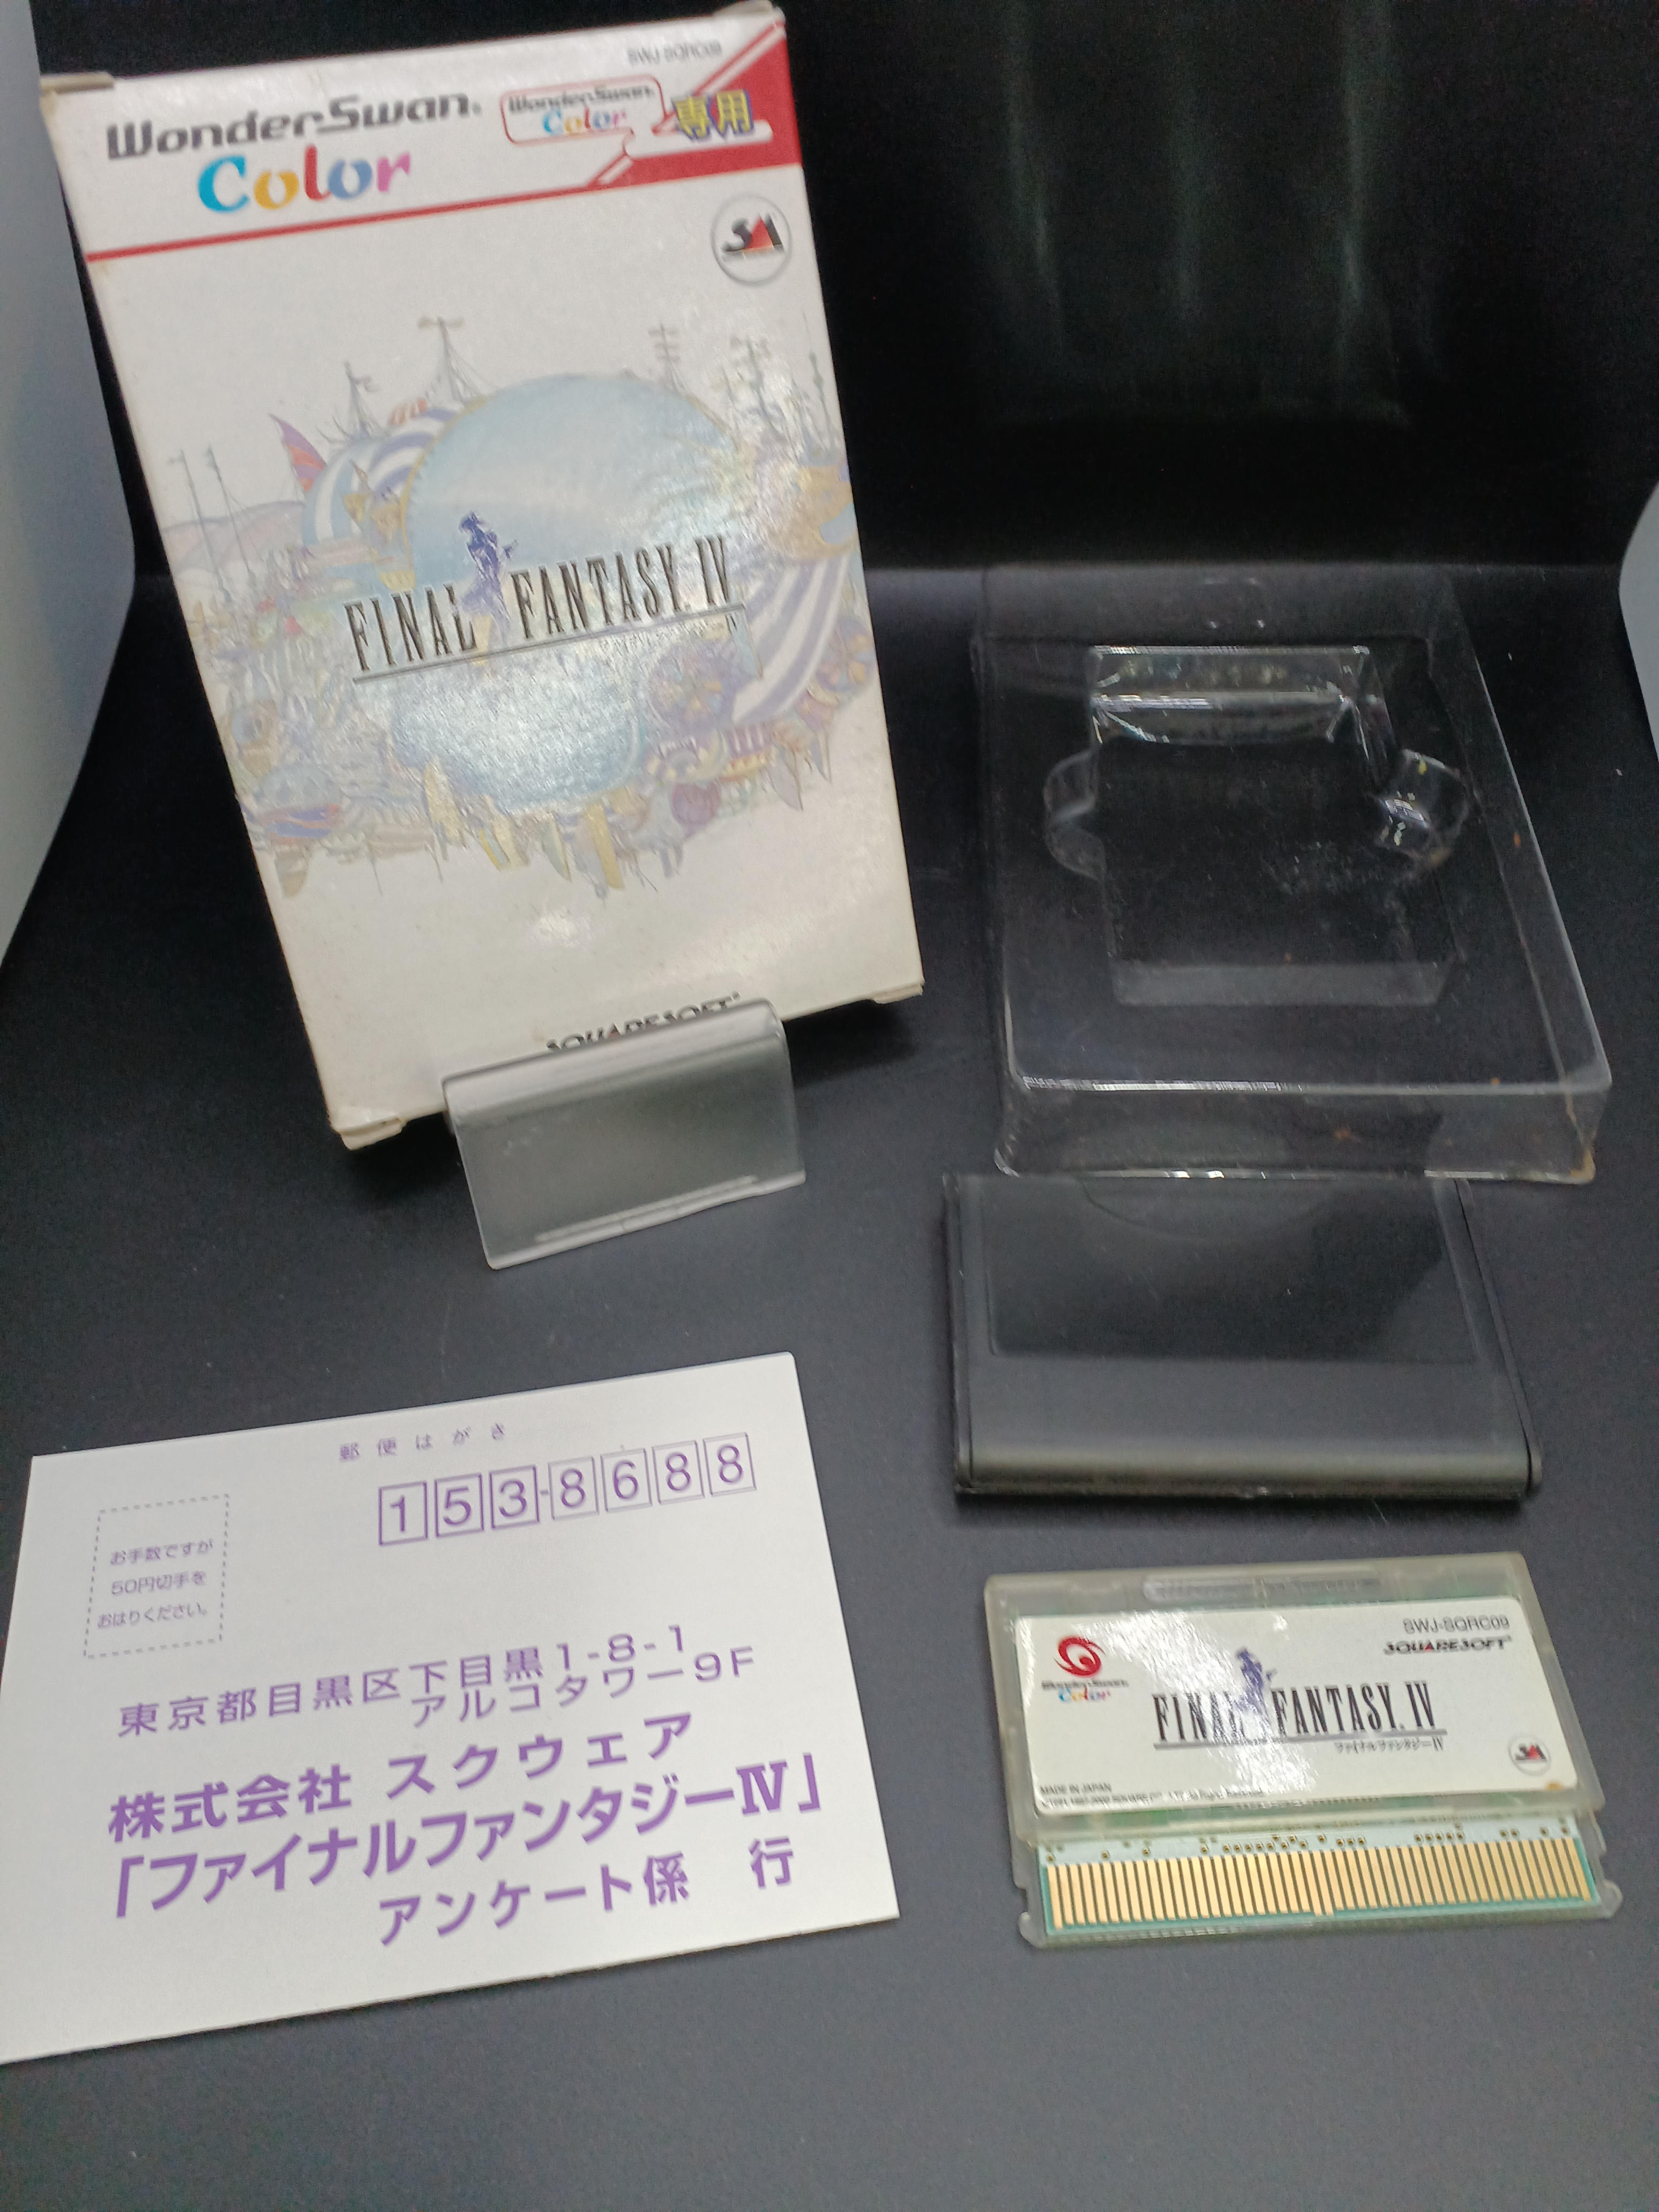 SWJ-SQRC09
WonderSwan
Color
WonderSwan
Color
専用
FINAL FANTASY IV
SQUARESOFT
郵便はがき
153-8688
お手数ですが
50円切手を
おはりください。
東京都目黒区下目黒1-8-1
アルコタワー9F
株式会社 スクウェア
「ファイナルファンタジーⅣ」
アンケート係 行
SWJ-SQRC09
SQUARESOFT
WonderSwan
Color
FINAL FANTASY IV
ファイナルファンタジーIV
MADE IN JAPAN